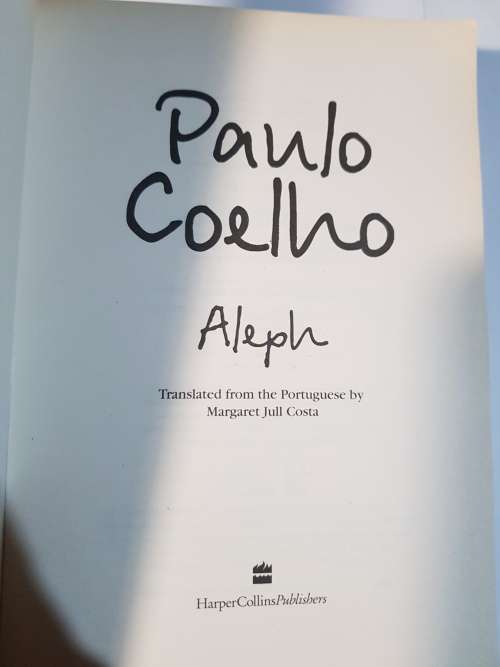 Paulo
Coelho
Aleph
Translated from the Portuguese by
Margaret Jull Costa
HarperCollinsPublishers